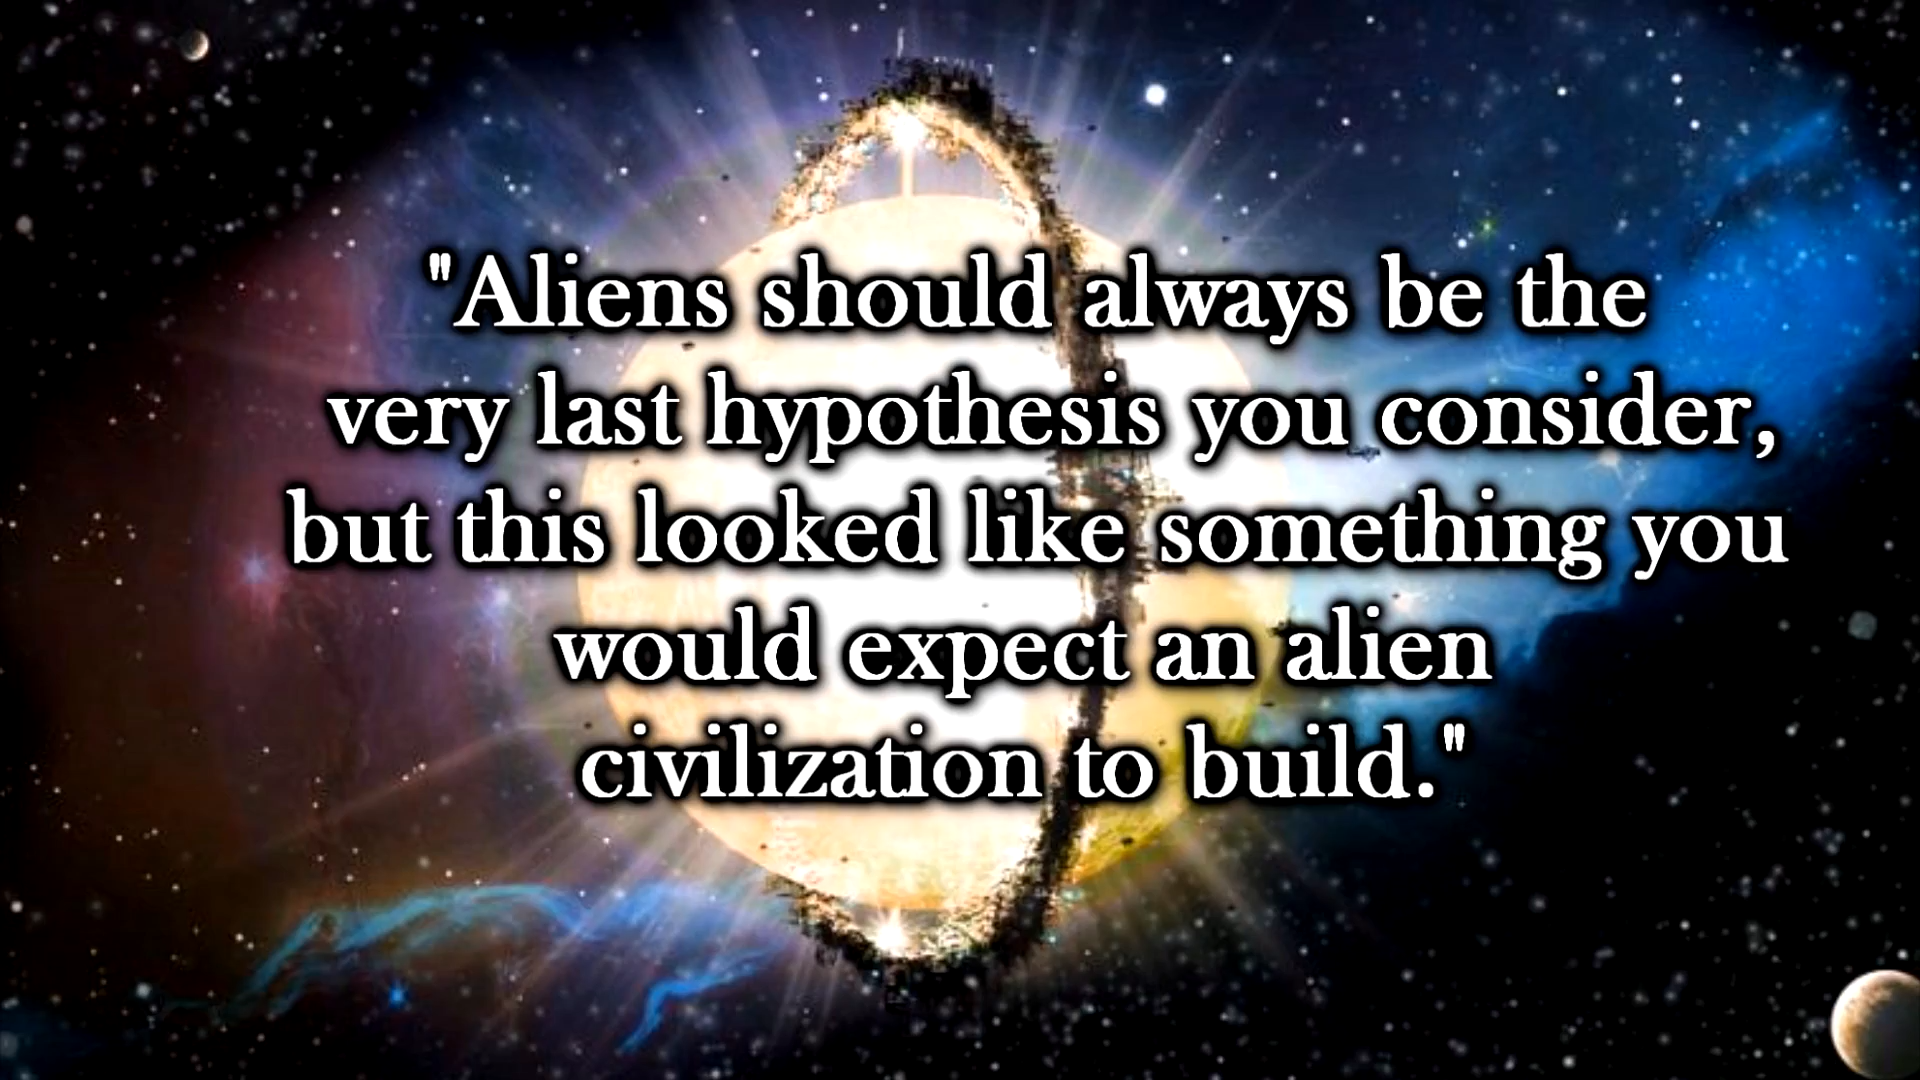 "Aliens should always be the
very last hypothesis you consider,
but this looked like something you
would expect an alien
civilization to build."